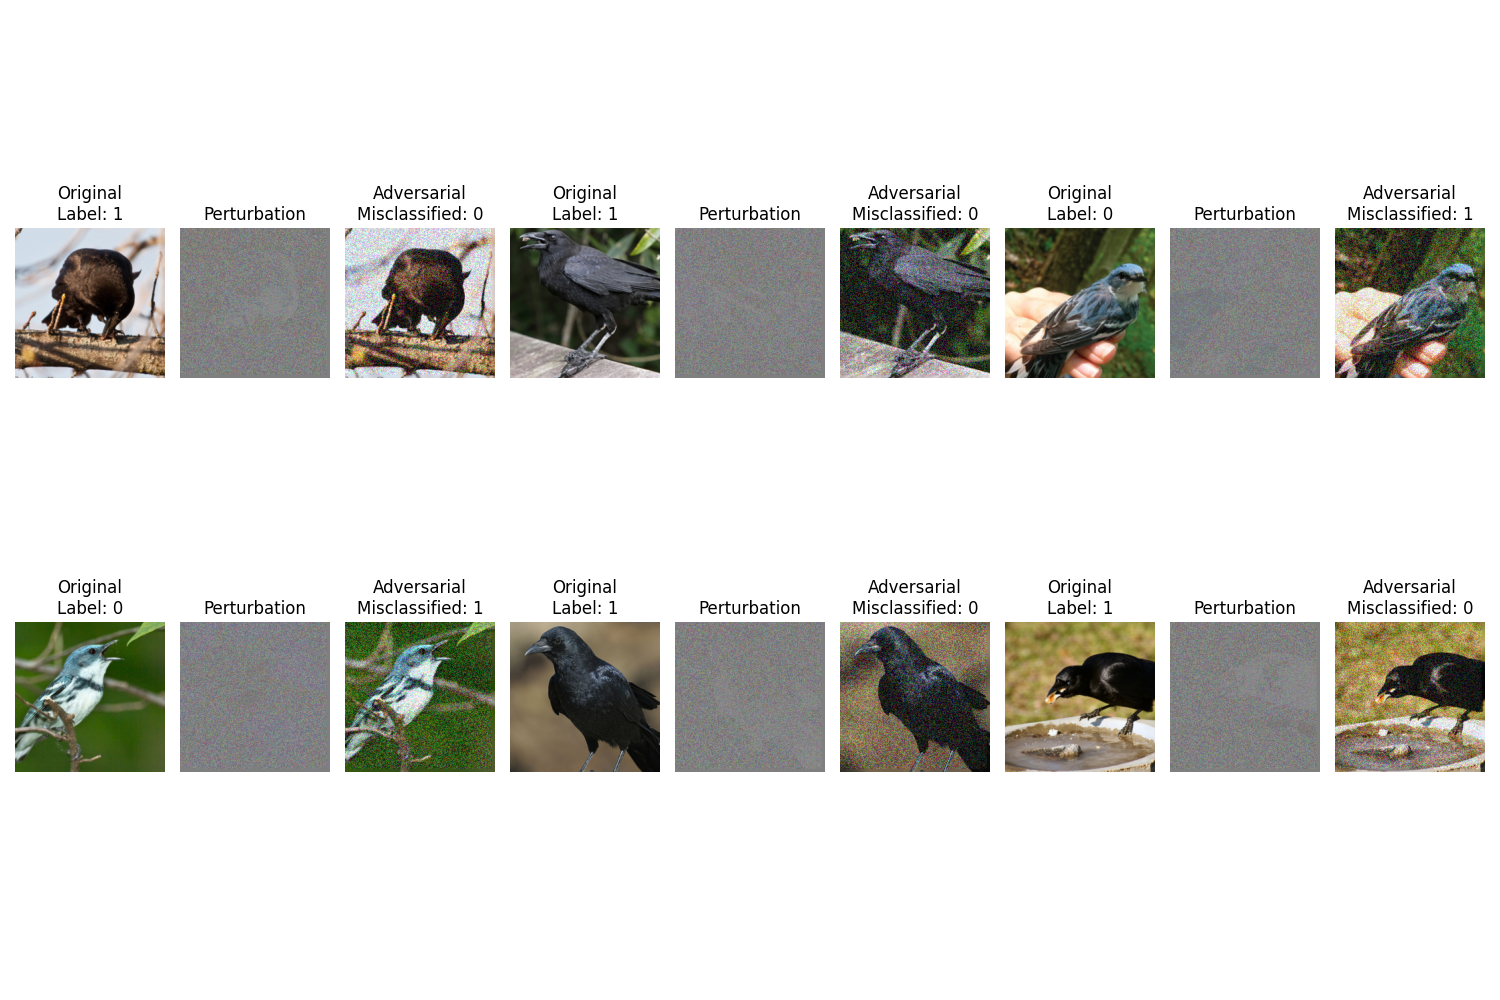 Original
Label: 1
Perturbation
Adversarial
Misclassified: 0
Original
Label: 1
Perturbation
Adversarial
Misclassified: 0
Original
Label: 0
Perturbation
Adversarial
Misclassified: 1
Original
Label: 0
Perturbation
Adversarial
Misclassified: 1
Original
Label: 1
Perturbation
Adversarial
Misclassified: 0
Original
Label: 1
Perturbation
Adversarial
Misclassified: 0